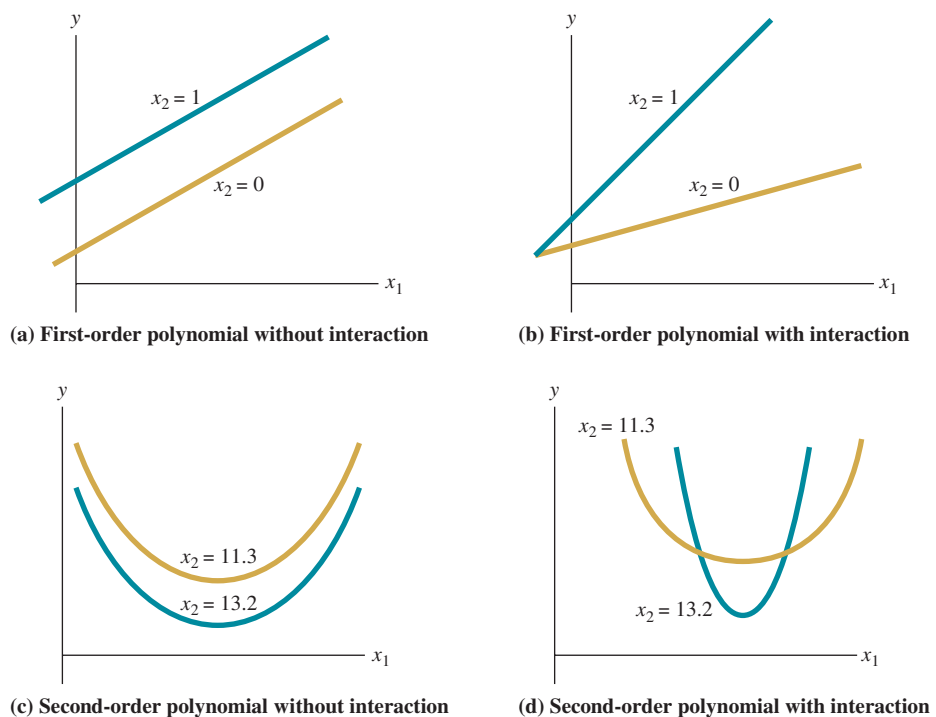 y
x2 = 1
x2 = 0
x1
(a) First-order polynomial without interaction
y
x2 = 1
x2 = 0
x1
(b) First-order polynomial with interaction
y
x2 = 11.3
x2 = 13.2
x1
(c) Second-order polynomial without interaction
y
x2 = 11.3
x2 = 13.2
x1
(d) Second-order polynomial with interaction